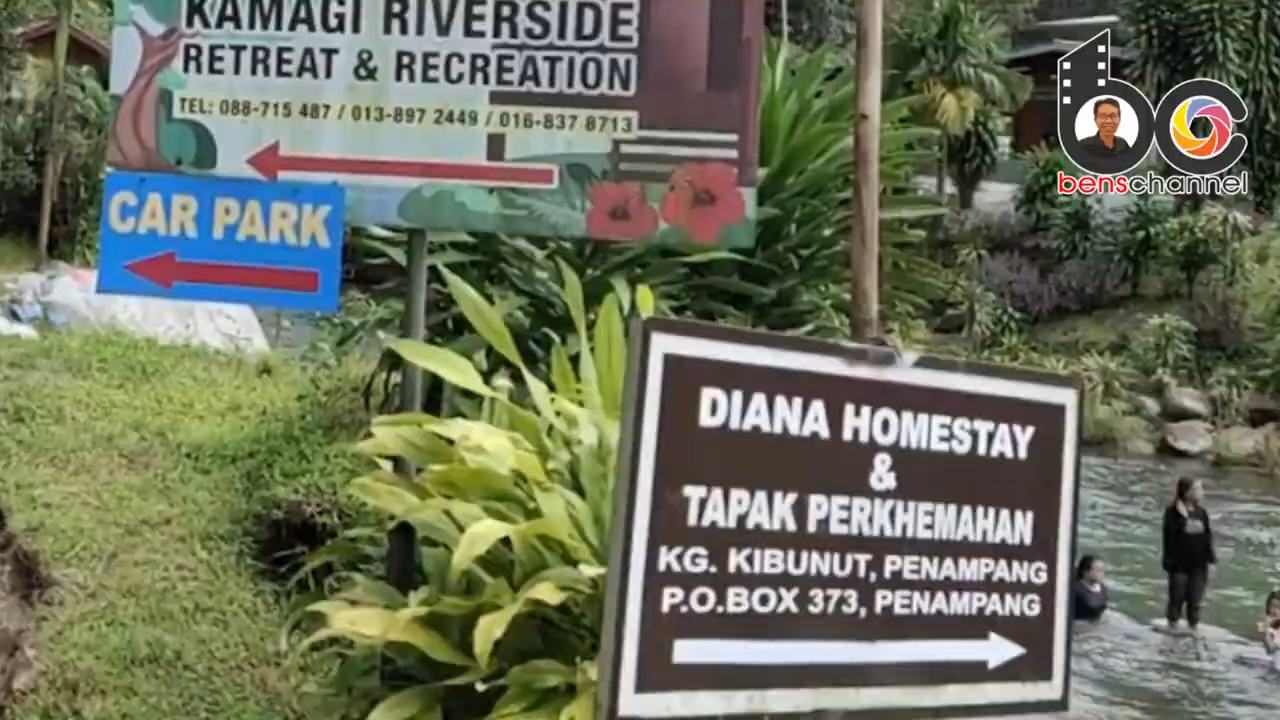 KAMAGI RIVERSIDE
RETREAT & RECREATION
TEL: 088-715 487 / 013-897 2449 / 016-837 8713
CAR PARK
bc
benschannel
DIANA HOMESTAY
&
TAPAK PERKHEMAHAN
KG. KIBUNUT, PENAMPANG
P.O.BOX 373, PENAMPANG